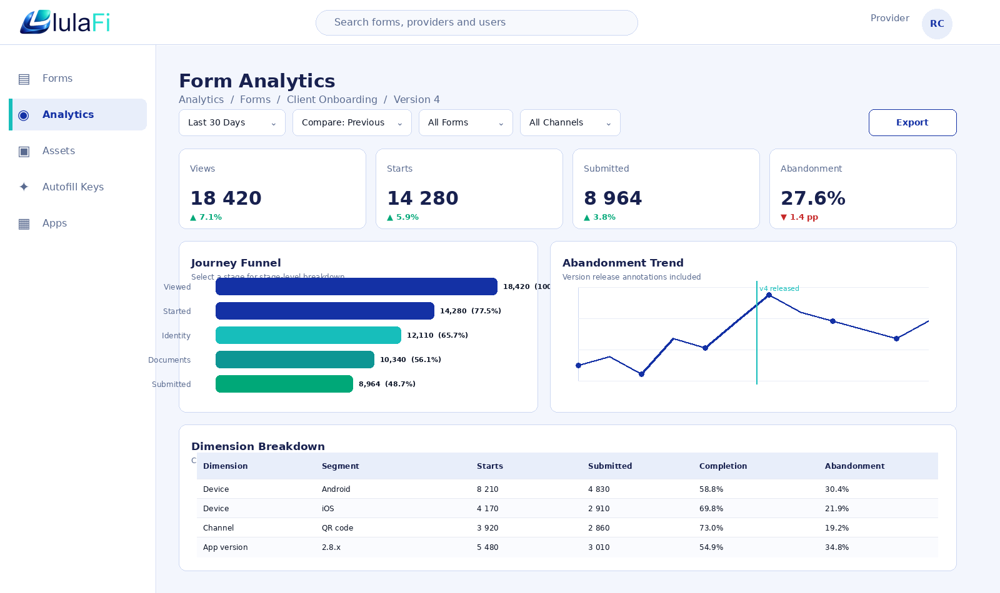 lulaFi
Search forms, providers and users
Provider
RC
Forms
Analytics
Assets
Autofill Keys
Apps
Form Analytics
Analytics / Forms / Client Onboarding / Version 4
Last 30 Days
Compare: Previous
All Forms
All Channels
Export
Views
18 420
▲ 7.1%
Starts
14 280
▲ 5.9%
Submitted
8 964
▲ 3.8%
Abandonment
27.6%
▼ 1.4 pp
Journey Funnel
Select a stage for stage-level breakdown
Viewed 18,420 (100
Started 14,280 (77.5%)
Identity 12,110 (65.7%)
Documents 10,340 (56.1%)
Submitted 8,964 (48.7%)
Abandonment Trend
Version release annotations included
v4 released
Dimension Breakdown
Dimension Segment Starts Submitted Completion Abandonment
Device Android 8 210 4 830 58.8% 30.4%
Device iOS 4 170 2 910 69.8% 21.9%
Channel QR code 3 920 2 860 73.0% 19.2%
App version 2.8.x 5 480 3 010 54.9% 34.8%